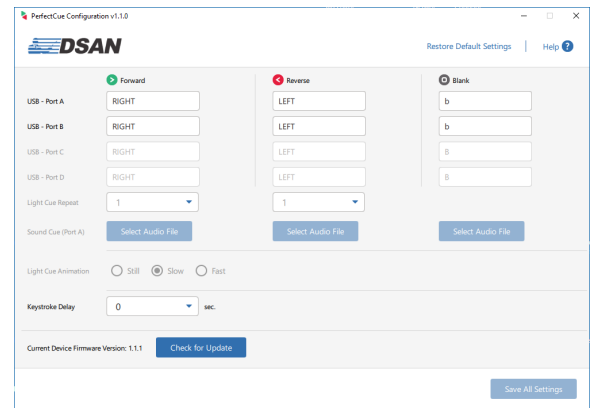 PerfectCue Configuration v1.1.0
DSAN
Restore Default Settings | Help ?
Forward Reverse Blank
USB - Port A RIGHT LEFT b
USB - Port B RIGHT LEFT b
USB - Port C RIGHT LEFT B
USB - Port D RIGHT LEFT B
Light Cue Repeat 1 1
Sound Cue (Port A) Select Audio File Select Audio File Select Audio File
Light Cue Animation Still Slow Fast
Keystroke Delay 0 sec.
Current Device Firmware Version: 1.1.1 Check for Update
Save All Settings